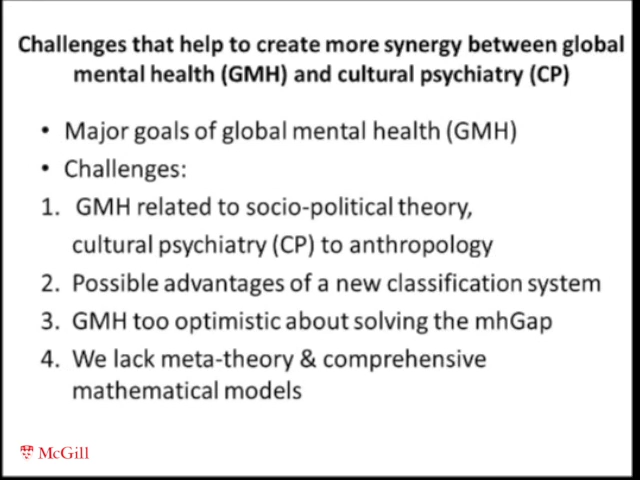 Challenges that help to create more synergy between global
mental health (GMH) and cultural psychiatry (CP)
• Major goals of global mental health (GMH)
• Challenges:
1. GMH related to socio-political theory,
cultural psychiatry (CP) to anthropology
2. Possible advantages of a new classification system
3. GMH too optimistic about solving the mhGap
4. We lack meta-theory & comprehensive
mathematical models
McGill